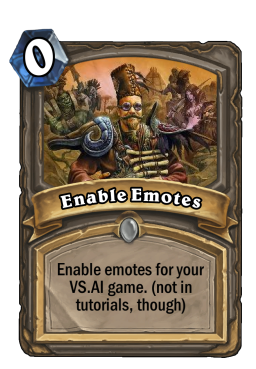 0
Enable Emotes
Enable emotes for your
VS.AI game. (not in
tutorials, though)